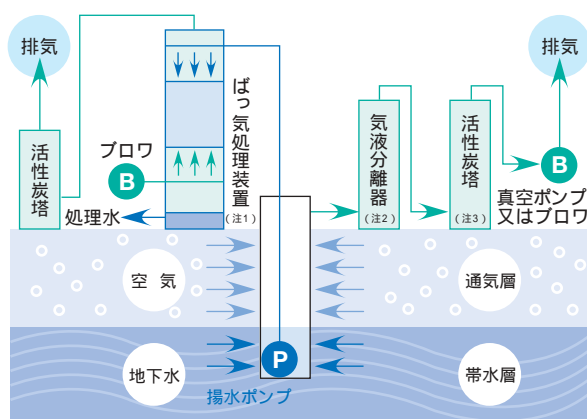 排気
排気
ばっ気処理装置
(注1)
活性炭塔
ブロワ
B
処理水
気液分離器
(注2)
活性炭塔
(注3)
B
真空ポンプ
又はブロワ
空気
通気層
地下水
P
帯水層
揚水ポンプ